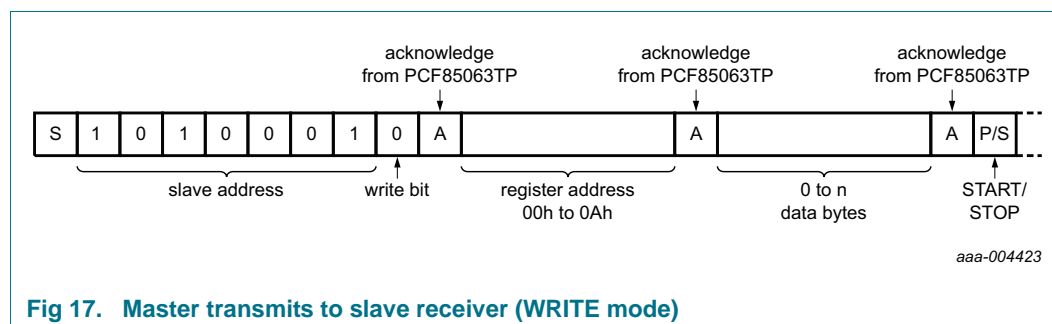 acknowledge
from PCF85063TP
acknowledge
from PCF85063TP
acknowledge
from PCF85063TP
S 1 0 1 0 0 0 1 0 A A A P/S
slave address
write bit
register address
00h to 0Ah
0 to n
data bytes
START/
STOP
aaa-004423
Fig 17. Master transmits to slave receiver (WRITE mode)